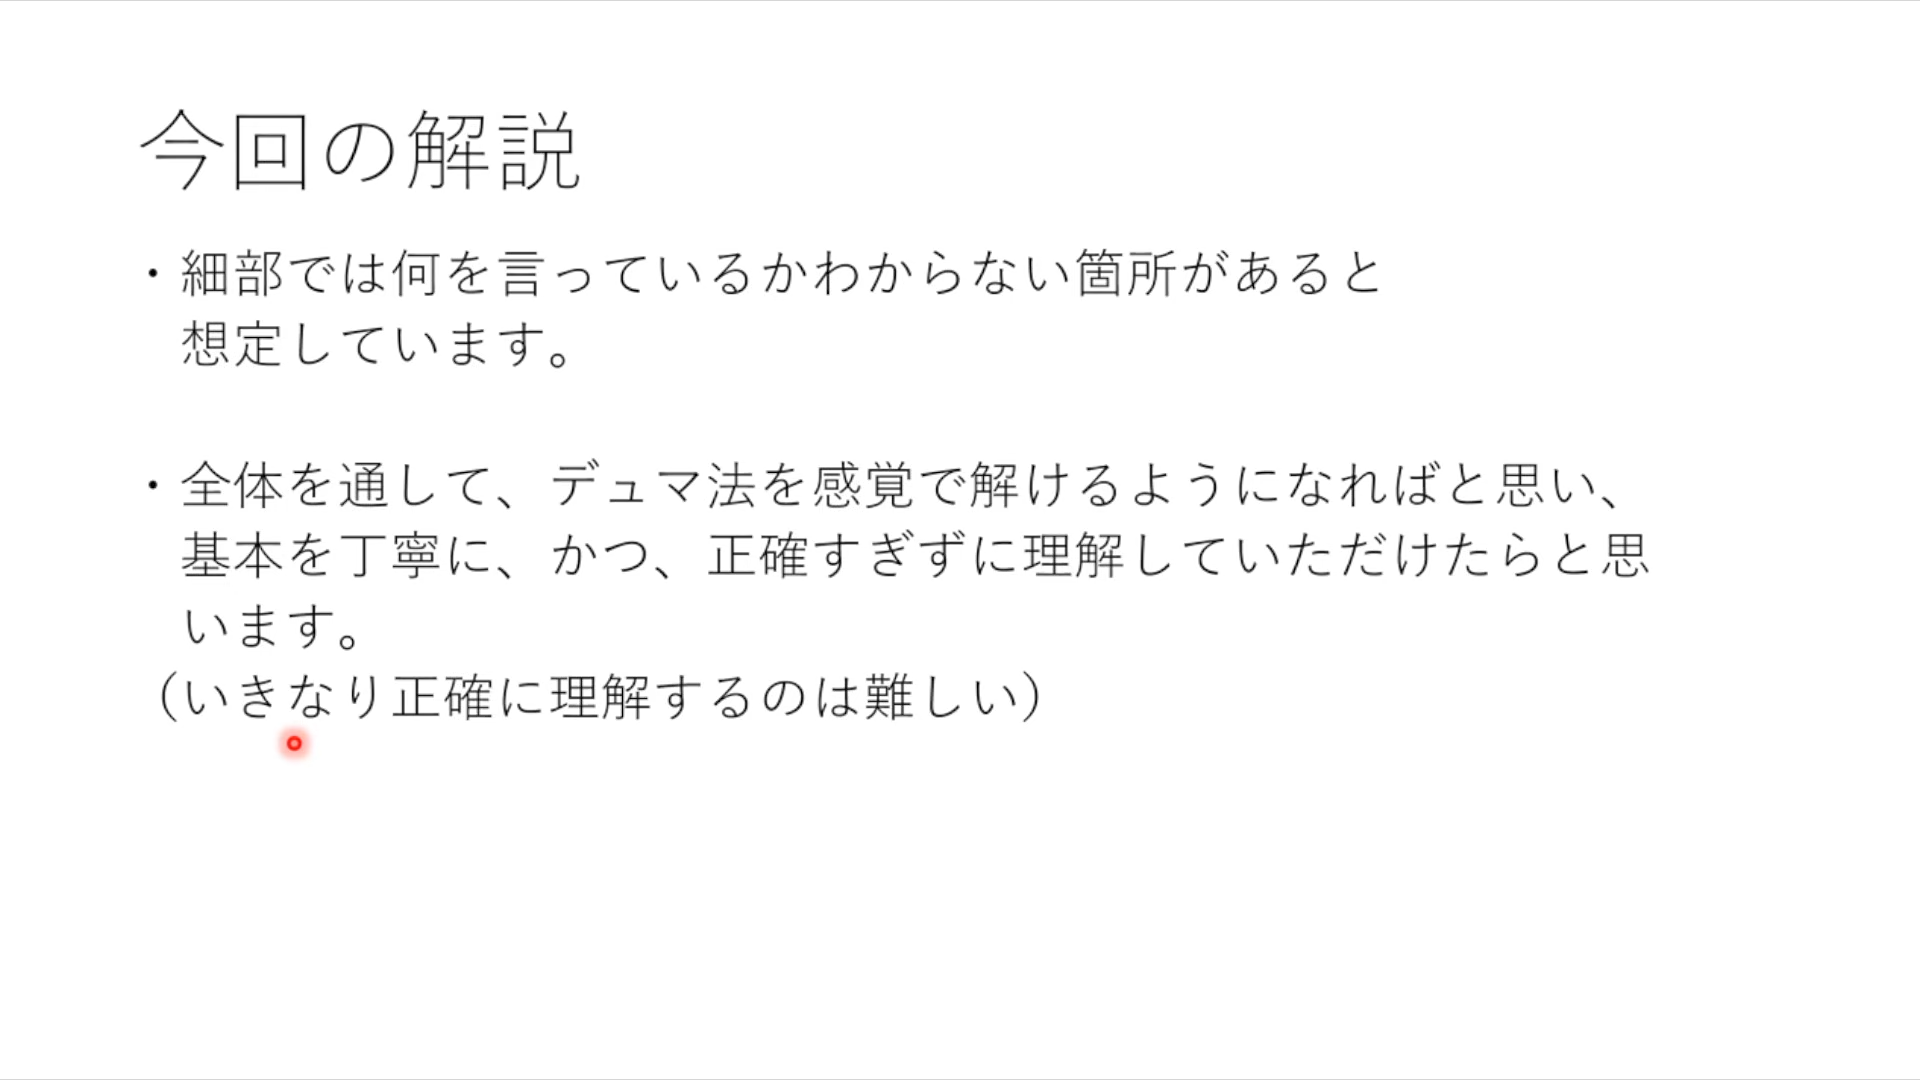 今回の解説
・細部では何を言っているかわからない箇所があると
想定しています。
・全体を通して、デュマ法を感覚で解けるようになればと思い、
基本を丁寧に、かつ、正確すぎずに理解していただけたらと思
います。
（いきなり正確に理解するのは難しい）